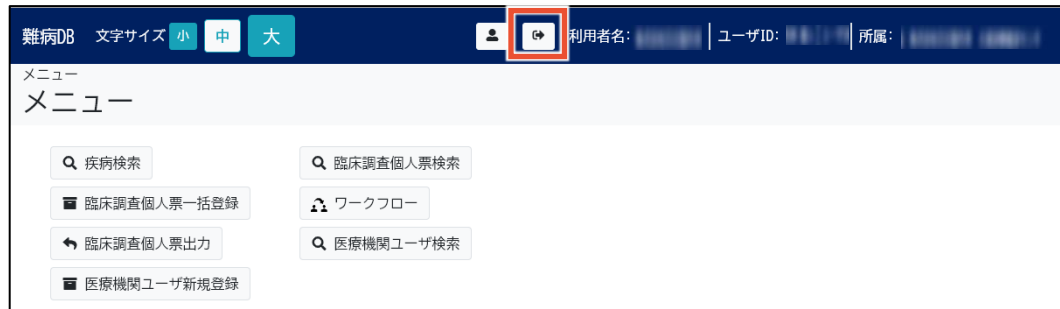 難病DB 文字サイズ 小 中 大 利用者名: ユーザID: 所属:
メニュー
メニュー
疾病検索 臨床調査個人票検索
臨床調査個人票一括登録 ワークフロー
臨床調査個人票出力 医療機関ユーザ検索
医療機関ユーザ新規登録